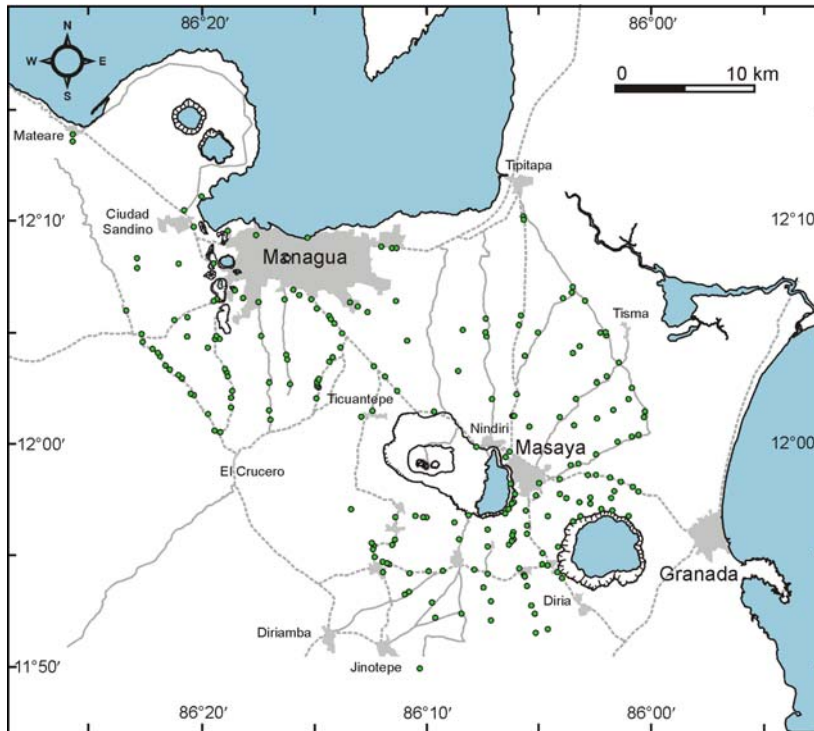 86°20′
86°00′
N
W
E
S
0
10 km
Mateare
Tipitapa
12°10′
Ciudad
Sandino
12°10′
Managua
Tisma
Ticuantepe
Nindiri
Masaya
12°00′
12°00′
El Crucero
Granada
Diria
Diriamba
11°50′
Jinotepe
86°20′
86°10′
86°00′